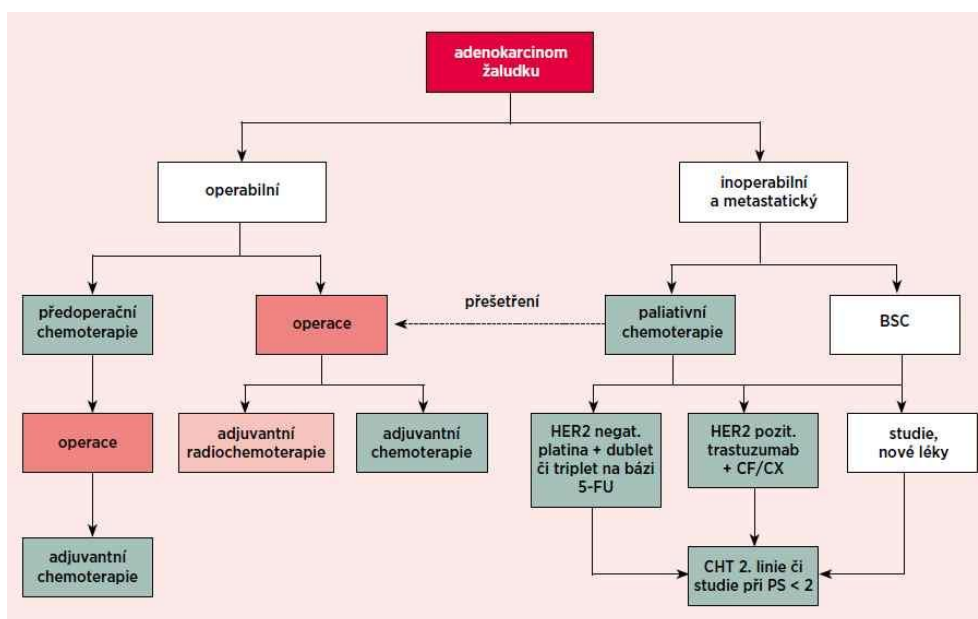 adenokarcinom
žaludku
operabilní
inoperabilní
a metastatický
předoperační
chemoterapie
operace
přešetření
paliativní
chemoterapie
BSC
operace
adjuvantní
radiochemoterapie
adjuvantní
chemoterapie
HER2 negat.
platina + dublet
či triplet na bázi
5-FU
HER2 pozit.
trastuzumab
+ CF/CX
studie,
nové léky
adjuvantní
chemoterapie
CHT 2. linie či
studie při PS < 2